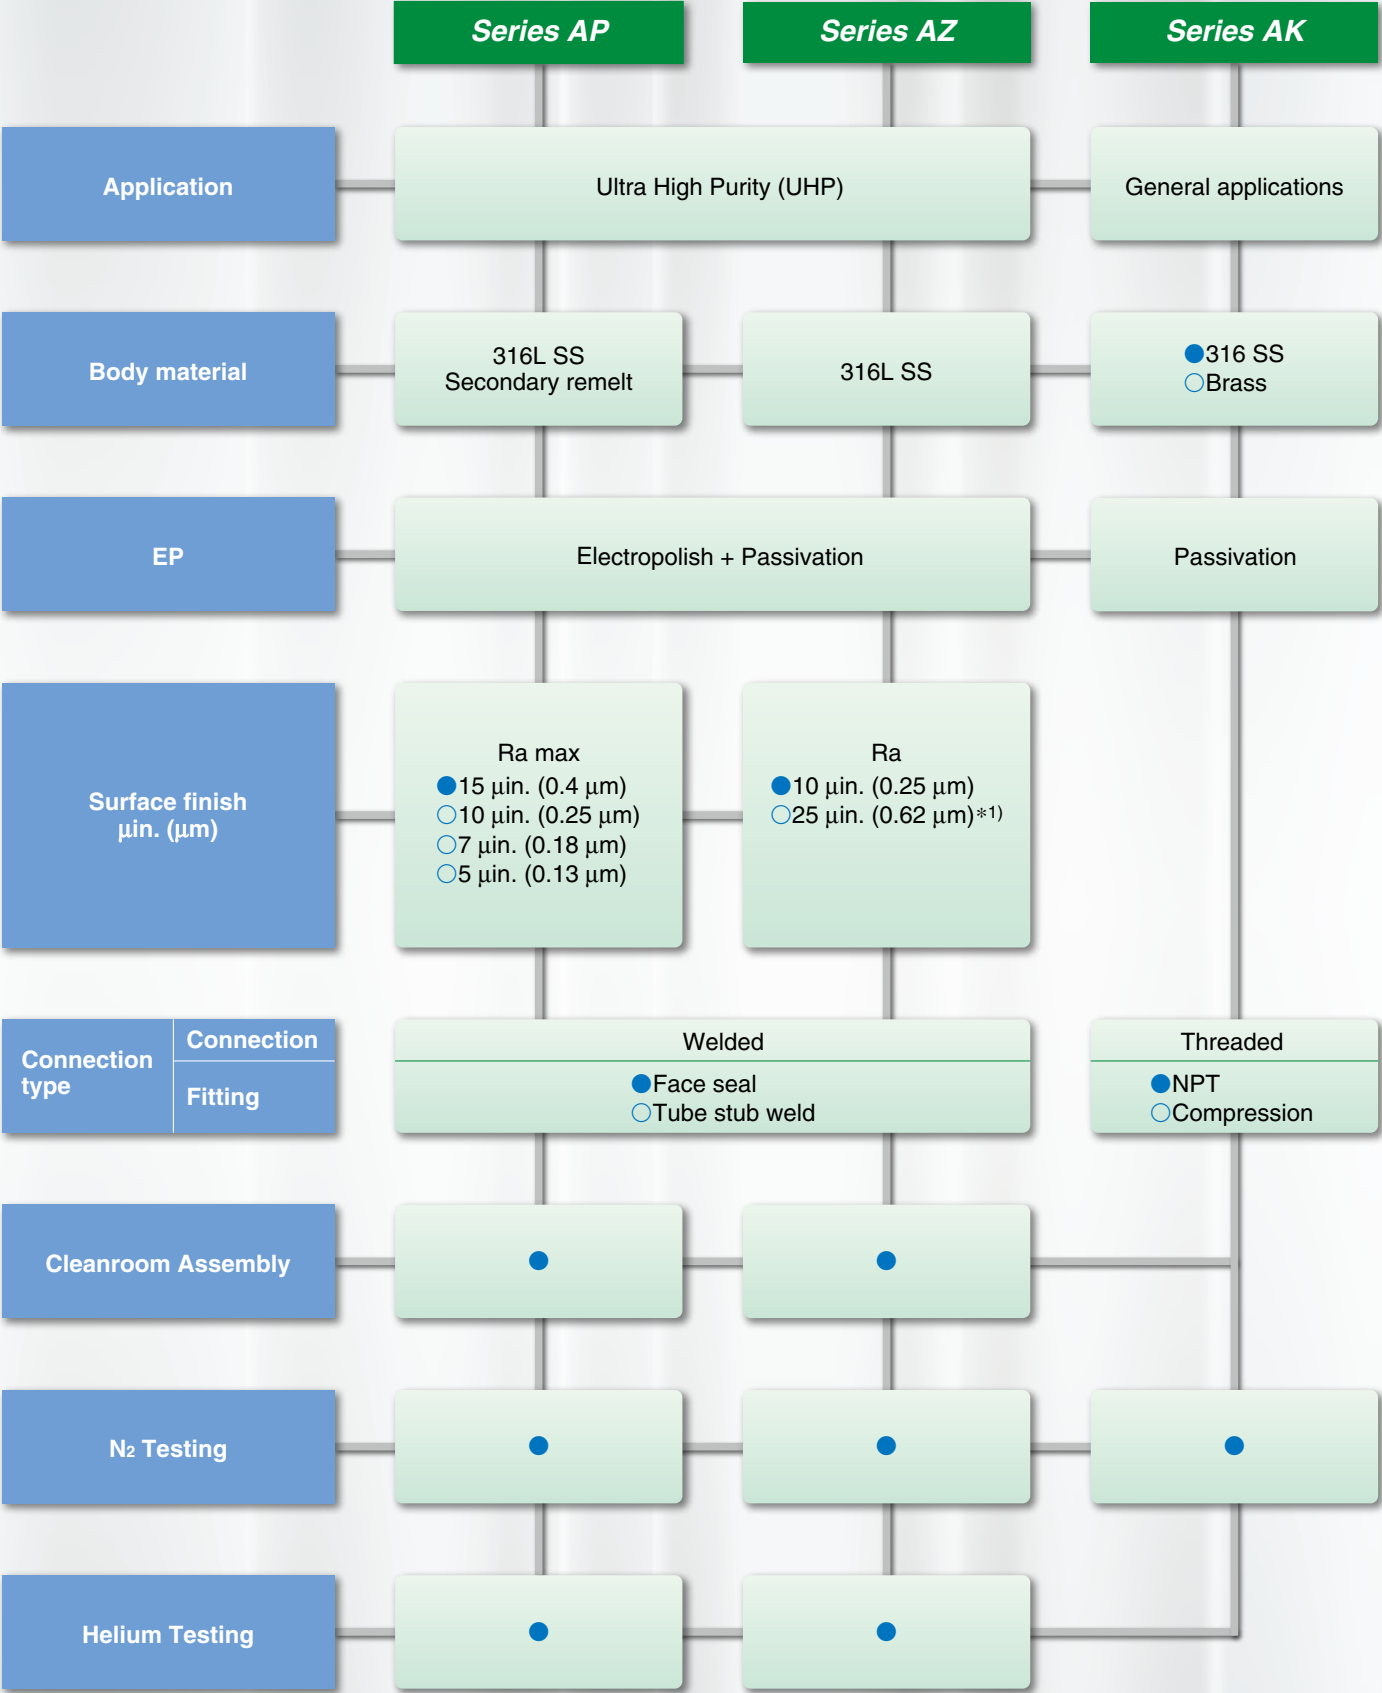 Series AP
Series AZ
Series AK
Application
Ultra High Purity (UHP)
General applications
Body material
316L SS
Secondary remelt
316L SS
●316 SS
○Brass
EP
Electropolish + Passivation
Passivation
Surface finish
μin. (μm)
Ra max
●15 μin. (0.4 μm)
○10 μin. (0.25 μm)
○7 μin. (0.18 μm)
○5 μin. (0.13 μm)
Ra
●10 μin. (0.25 μm)
○25 μin. (0.62 μm)*1)
Connection
type
Connection
Fitting
Welded
●Face seal
○Tube stub weld
Threaded
●NPT
○Compression
Cleanroom Assembly
●
●
N2 Testing
●
●
●
Helium Testing
●
●